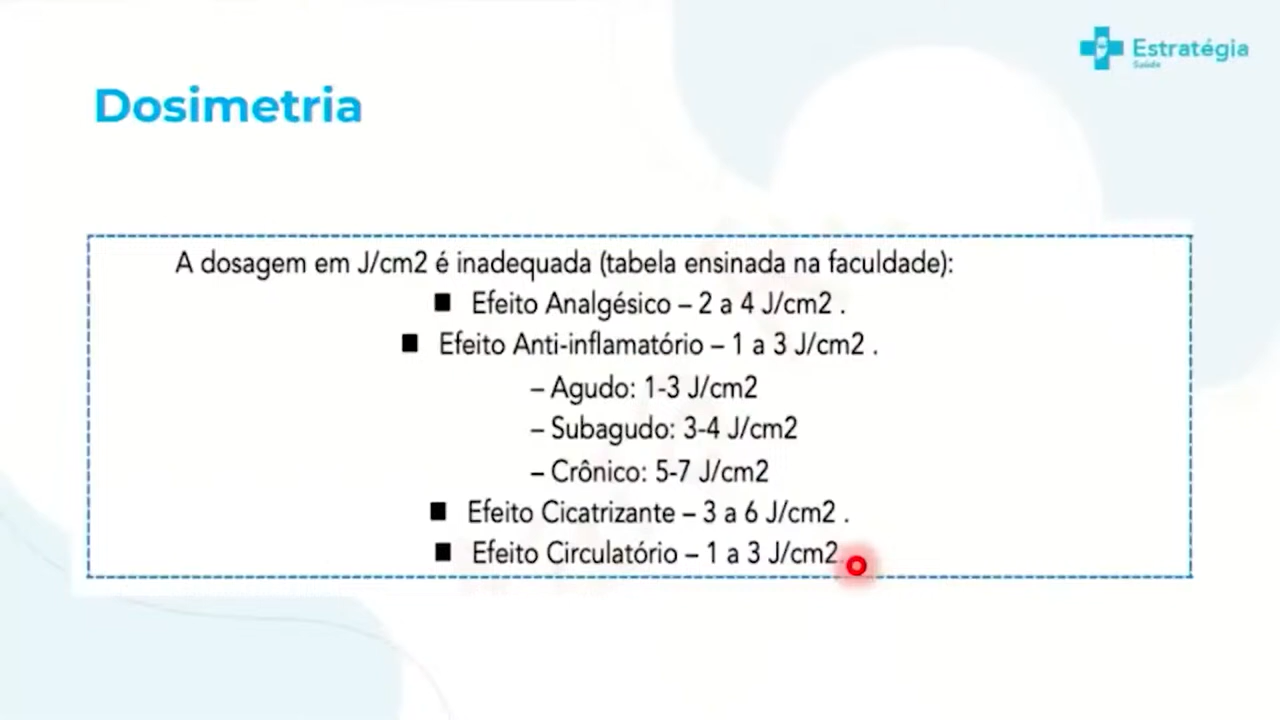 Estratégia
Saúde
Dosimetria
A dosagem em J/cm2 é inadequada (tabela ensinada na faculdade):
■ Efeito Analgésico – 2 a 4 J/cm2 .
■ Efeito Anti-inflamatório – 1 a 3 J/cm2 .
– Agudo: 1-3 J/cm2
– Subagudo: 3-4 J/cm2
– Crônico: 5-7 J/cm2
■ Efeito Cicatrizante – 3 a 6 J/cm2 .
■ Efeito Circulatório – 1 a 3 J/cm2.